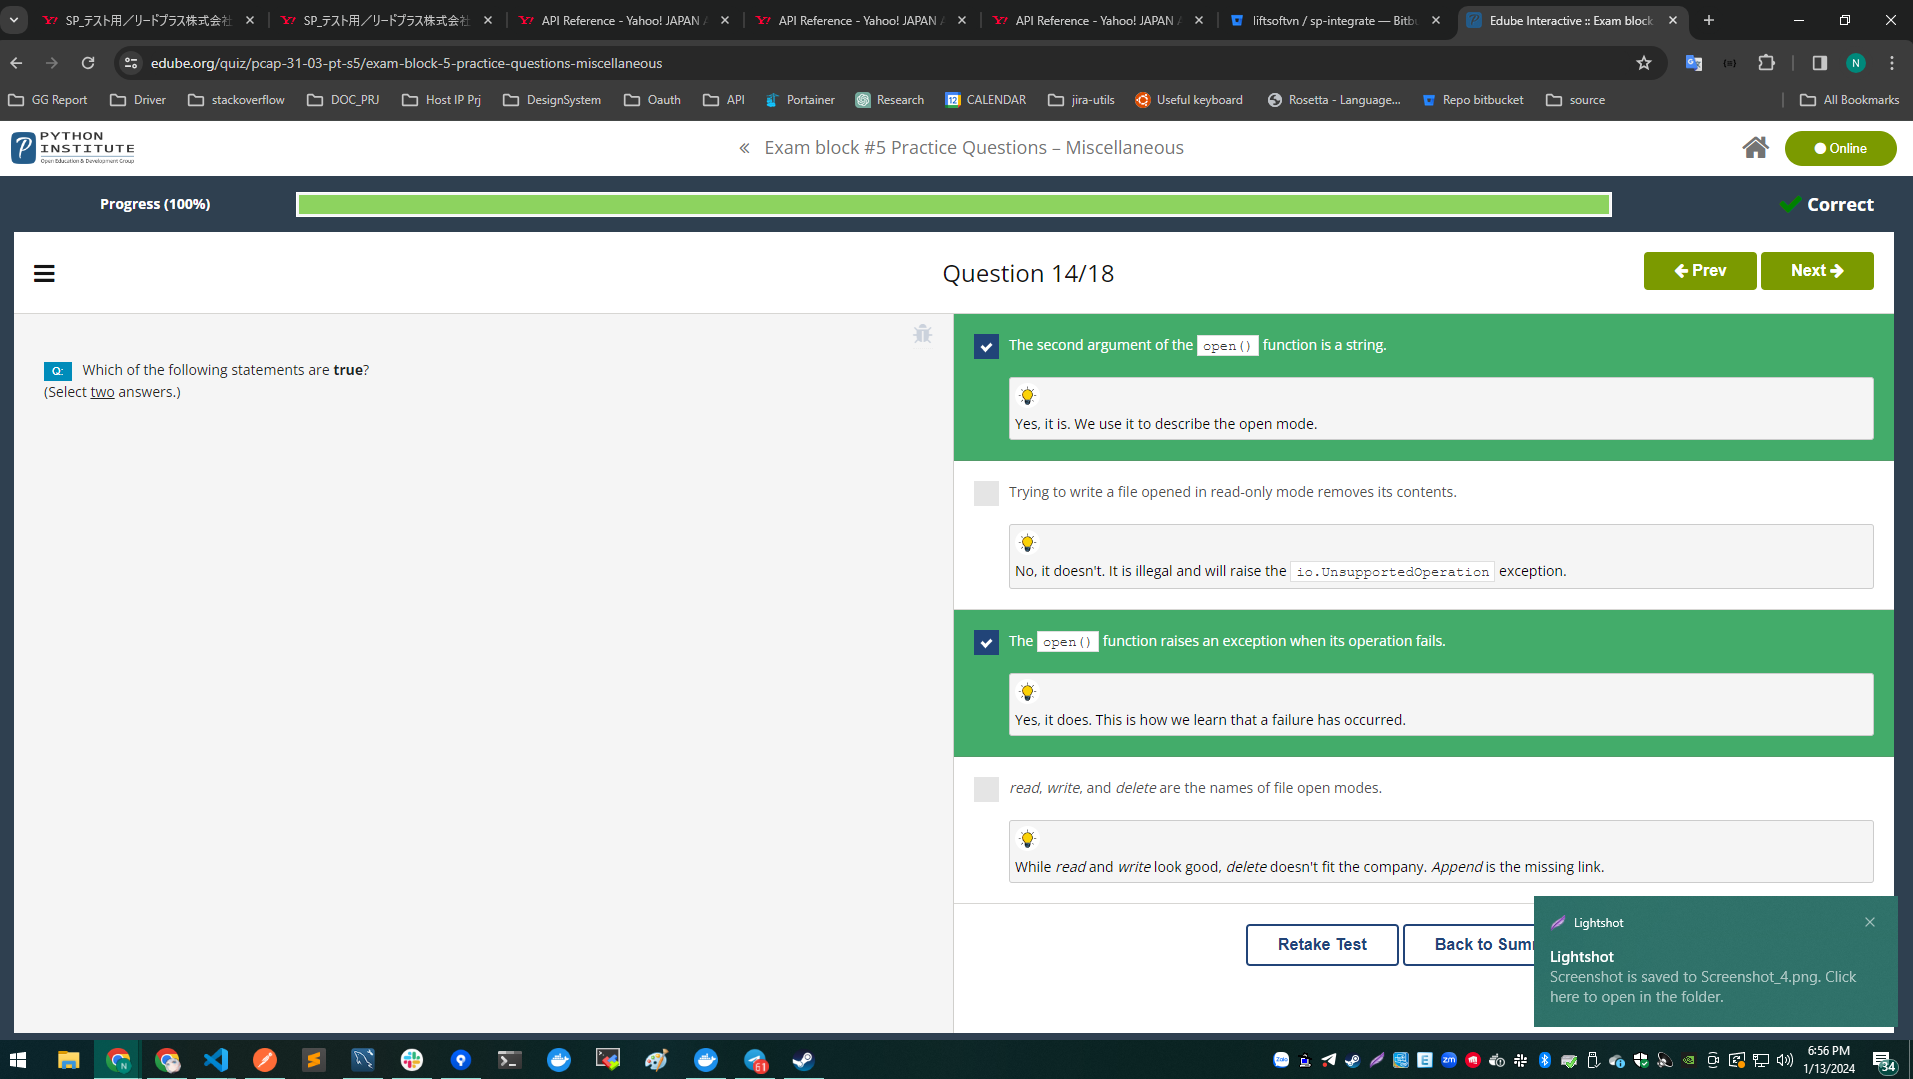 SP_テスト用／リードプラス株式会社
SP_テスト用／リードプラス株式会社
API Reference - Yahoo! JAPAN
API Reference - Yahoo! JAPAN
API Reference - Yahoo! JAPAN
liftsoftvn / sp-integrate — Bitbu
Edube Interactive :: Exam block
edube.org/quiz/pcap-31-03-pt-s5/exam-block-5-practice-questions-miscellaneous
N
GG Report
Driver
stackoverflow
DOC_PRJ
Host IP Prj
DesignSystem
Oauth
API
Portainer
Research
CALENDAR
jira-utils
Useful keyboard
Rosetta - Language...
Repo bitbucket
source
All Bookmarks
PYTHON
INSTITUTE
Open Education & Development Group
« Exam block #5 Practice Questions – Miscellaneous
Online
Progress (100%)
Correct
Question 14/18
Prev
Next
Q: Which of the following statements are true?
(Select two answers.)
The second argument of the open() function is a string.
Yes, it is. We use it to describe the open mode.
Trying to write a file opened in read-only mode removes its contents.
No, it doesn't. It is illegal and will raise the io.UnsupportedOperation exception.
The open() function raises an exception when its operation fails.
Yes, it does. This is how we learn that a failure has occurred.
read, write, and delete are the names of file open modes.
While read and write look good, delete doesn't fit the company. Append is the missing link.
Retake Test
Back to Sum
Lightshot
Lightshot
Screenshot is saved to Screenshot_4.png. Click
here to open in the folder.
61
6:56 PM
1/13/2024
34